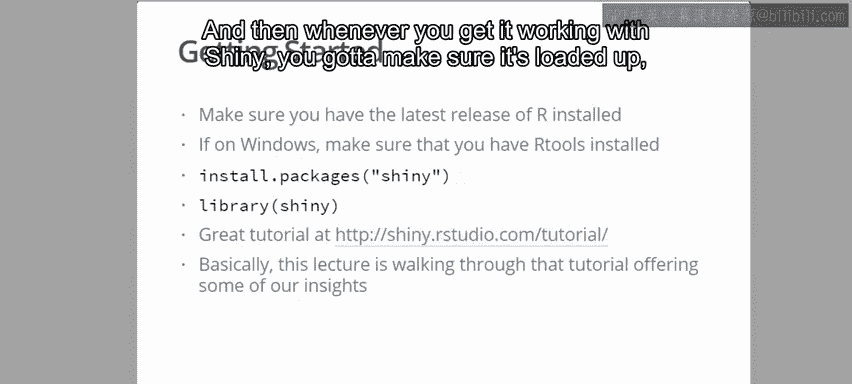 And then whenever you get it working with
Shiny, you gotta make sure it's loaded up,
Getting Started
· Make sure you have the latest release of R installed
· If on Windows, make sure that you have Rtools installed
· install.packages("shiny")
· library(shiny)
· Great tutorial at http://shiny.rstudio.com/tutorial/
· Basically, this lecture is walking through that tutorial offering
some of our insights